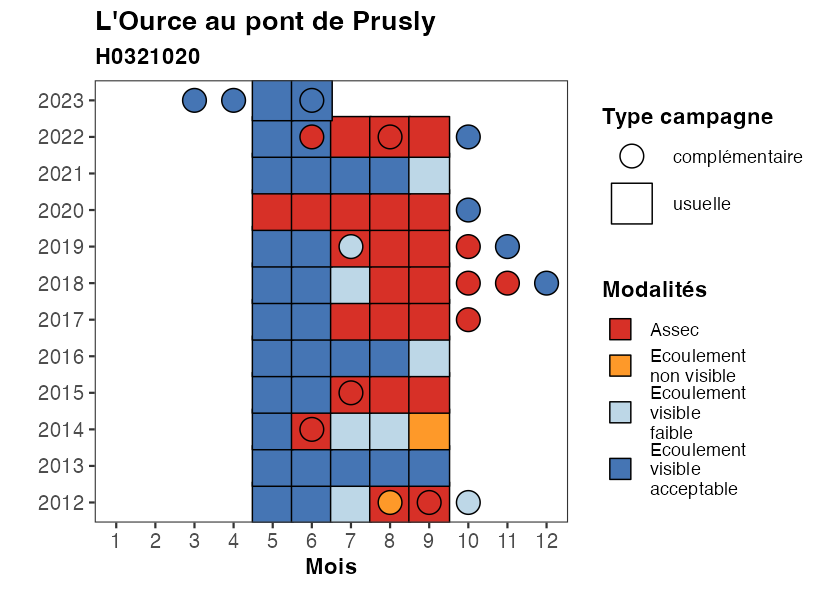 L'Ource au pont de Prusly
H0321020
2023
2022
2021
2020
2019
2018
2017
2016
2015
2014
2013
2012
1 2 3 4 5 6 7 8 9 10 11 12
Mois
Type campagne
complémentaire
usuelle
Modalités
Assec
Ecoulement
non visible
Ecoulement
visible
faible
Ecoulement
visible
acceptable